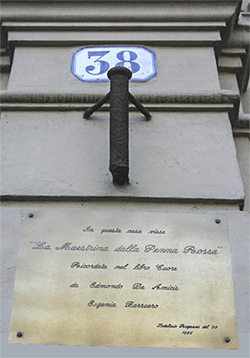 38
In questa casa visse
"La Maestrina dalla Penna Rossa"
Ricordata nel libro Cuore
da Edmondo De Amicis
Eugenia Barruero